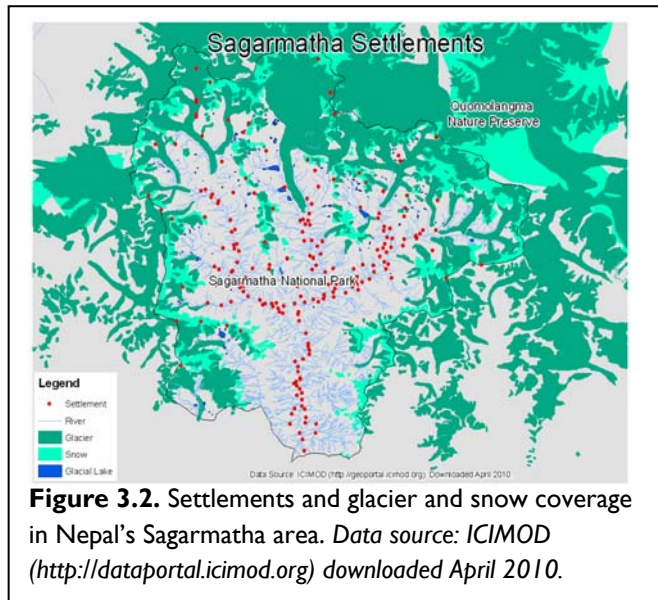 Sagarmatha Settlements
Quomolangma
Nature Preserve
Sagarmatha National Park
Legend
Settlement
River
Glacier
Snow
Glacial Lake
Data Source: ICIMOD (http://geoportal.icimod.org) Downloaded April 2010
Figure 3.2. Settlements and glacier and snow coverage
in Nepal's Sagarmatha area. Data source: ICIMOD
(http://dataportal.icimod.org) downloaded April 2010.